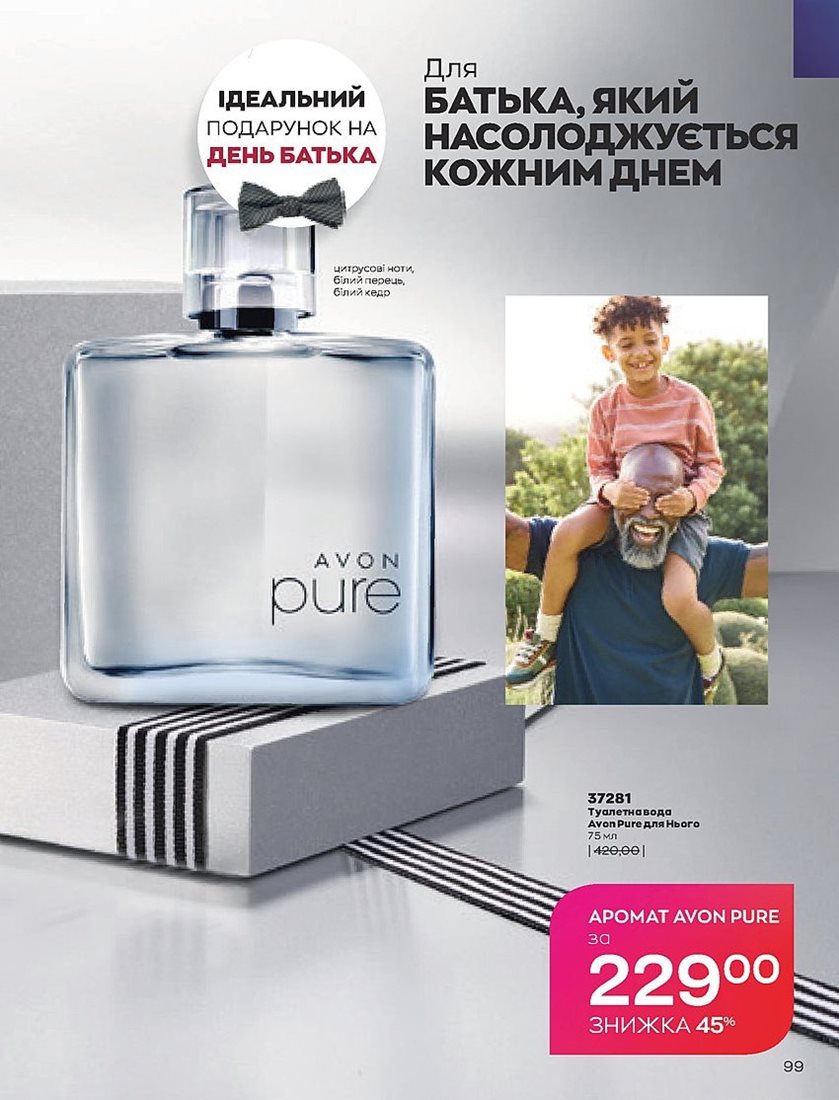 ІДЕАЛЬНИЙ
ПОДАРУНОК НА
ДЕНЬ БАТЬКА
Для
БАТЬКА, ЯКИЙ
НАСОЛОДЖУЄТЬСЯ
КОЖНИМ ДНЕМ
цитрусові ноти,
білий перець,
білий кедр
AVON
pure
37281
Туалетна вода
Avon Pure для Нього
75 мл
| 420,00 |
АРОМАТ AVON PURE
за
229⁰⁰
ЗНИЖКА 45%
99